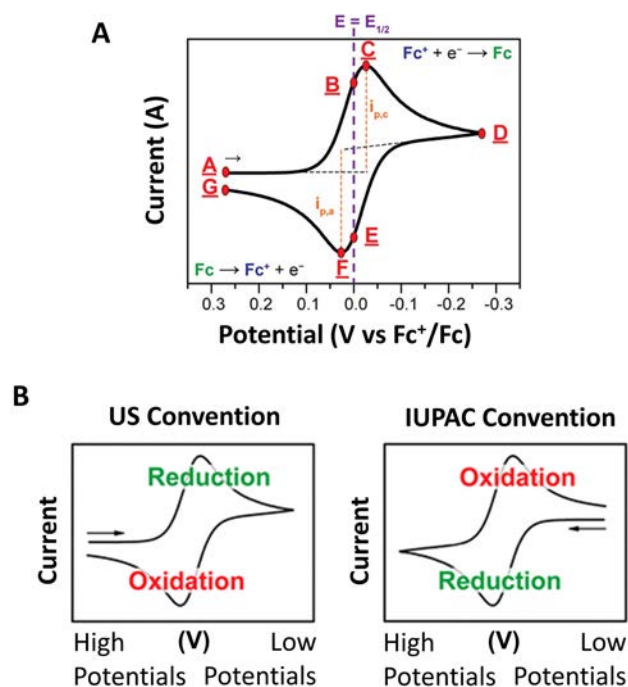 A
E = E1/2
C
Fc⁺ + e⁻ → Fc
B
i p,c
D
A →
G
i p,a
E
F
Fc → Fc⁺ + e⁻
Current (A)
0.3 0.2 0.1 0.0 -0.1 -0.2 -0.3
Potential (V vs Fc⁺/Fc)
B
US Convention
Reduction
Oxidation
Current
High (V) Low
Potentials Potentials
IUPAC Convention
Oxidation
Reduction
Current
High (V) Low
Potentials Potentials